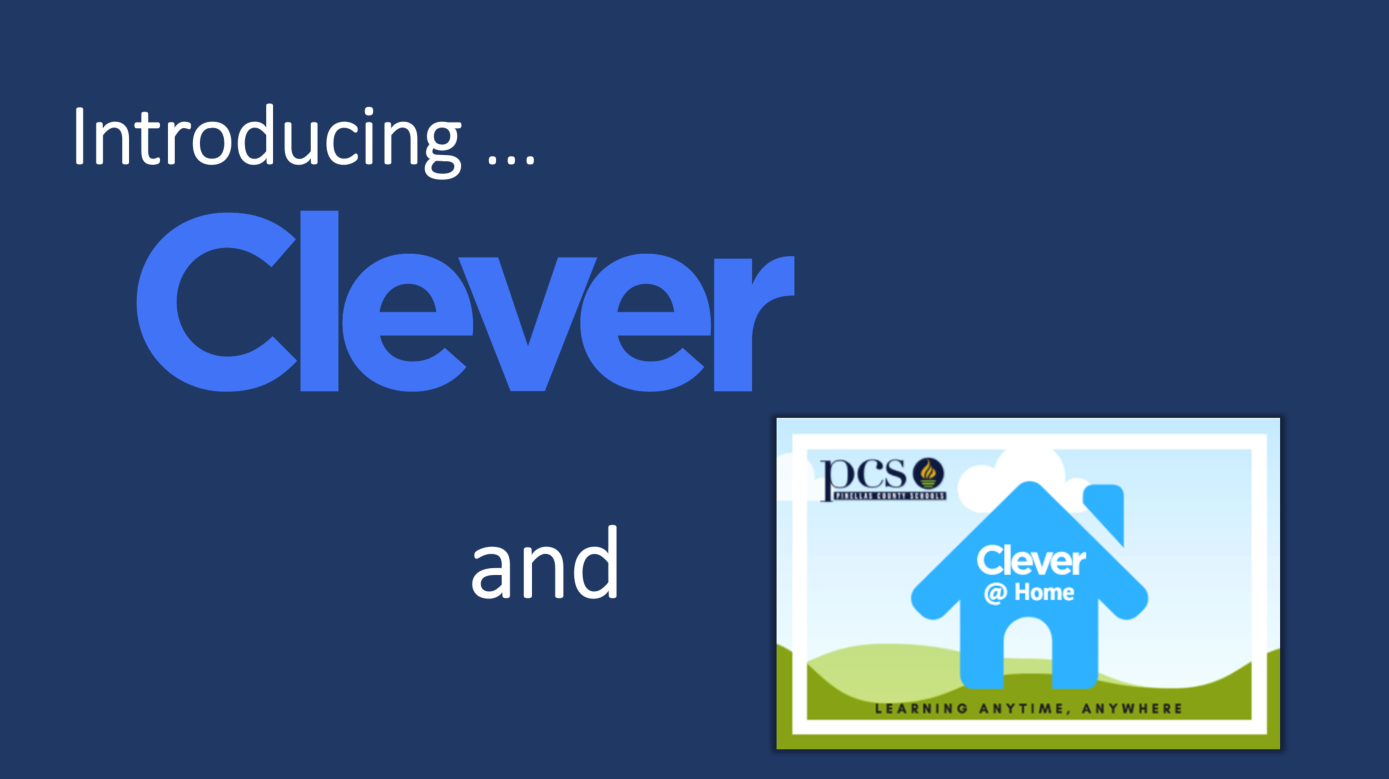 Introducing ...
Clever
and
pcs
PINELLAS COUNTY SCHOOLS
Clever
@ Home
LEARNING ANYTIME, ANYWHERE